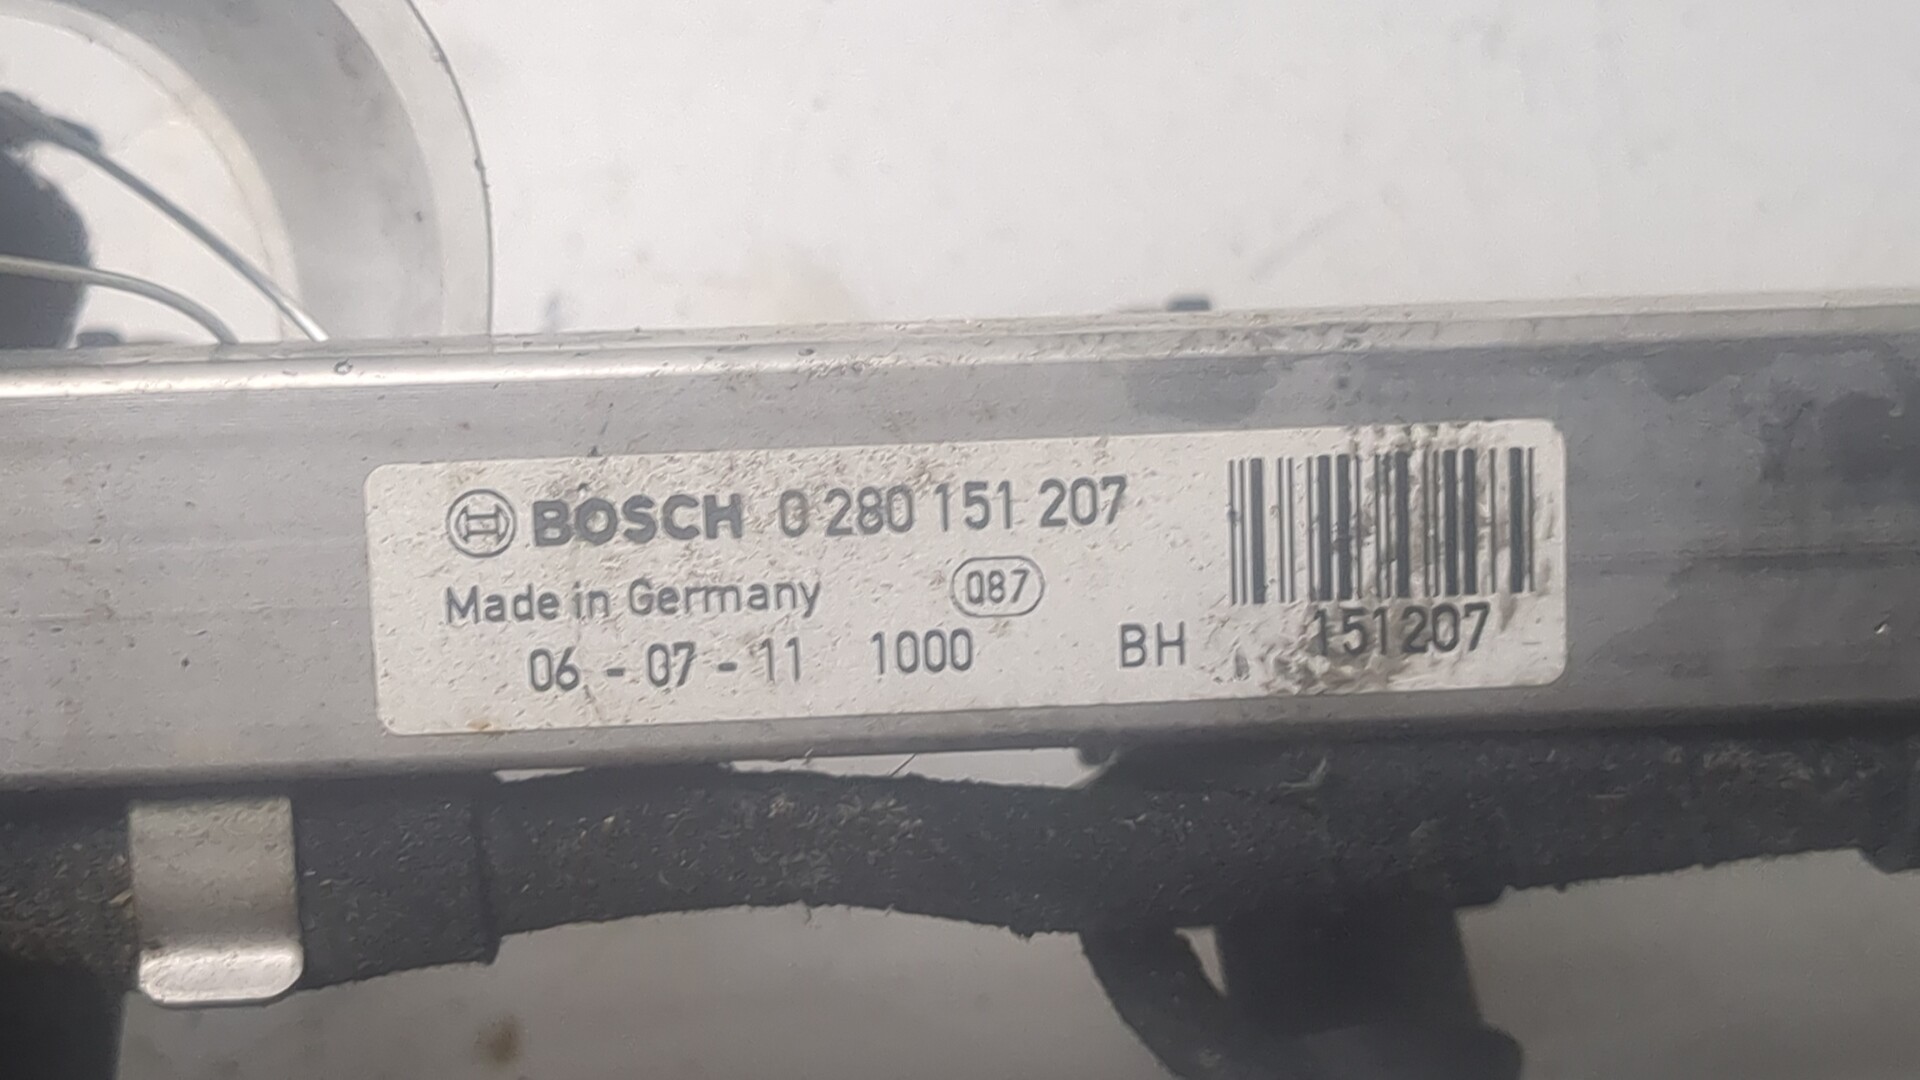 BOSCH 0 280 151 207
Made in Germany 087
06 - 07 - 11 1000 BH 151207